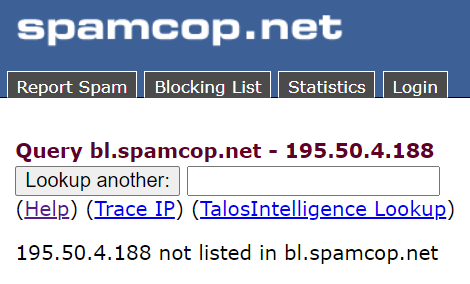 spamcop.net
Report Spam Blocking List Statistics Login
Query bl.spamcop.net - 195.50.4.188
Lookup another:
(Help) (Trace IP) (TalosIntelligence Lookup)
195.50.4.188 not listed in bl.spamcop.net